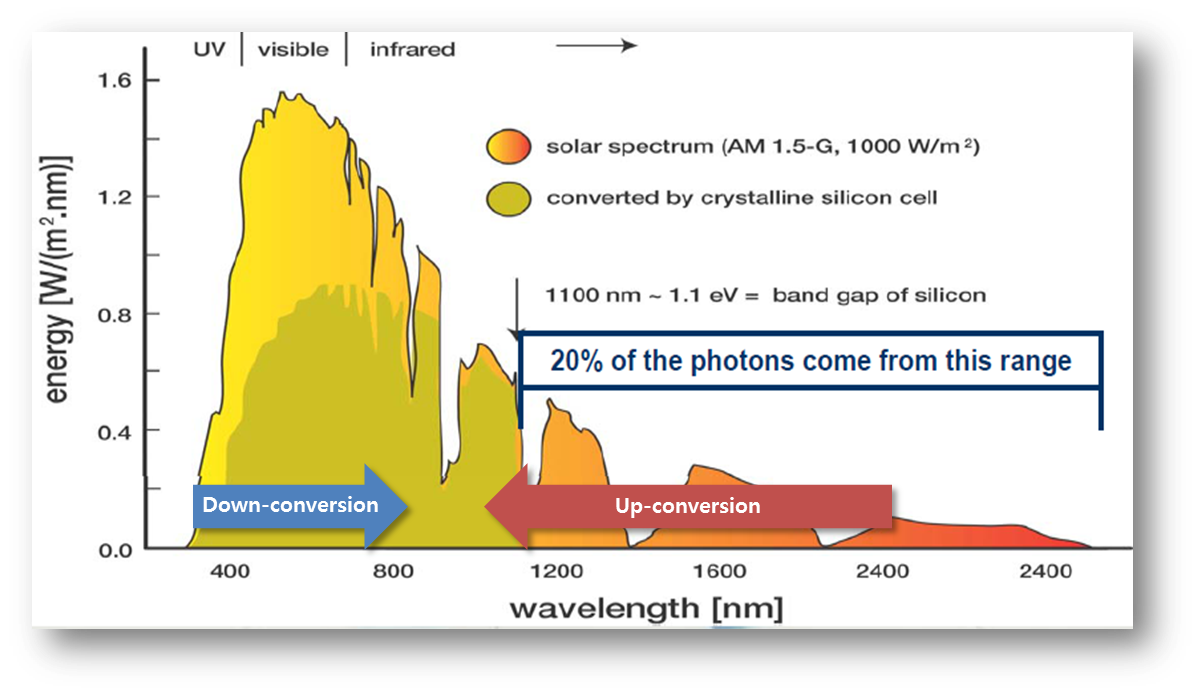 UV | visible | infrared
1.6
solar spectrum (AM 1.5-G, 1000 W/m²)
converted by crystalline silicon cell
1.2
1100 nm ~ 1.1 eV = band gap of silicon
0.8
20% of the photons come from this range
0.4
Down-conversion
Up-conversion
0.0
400 800 1200 1600 2400 2400
wavelength [nm]
energy [W/(m².nm)]